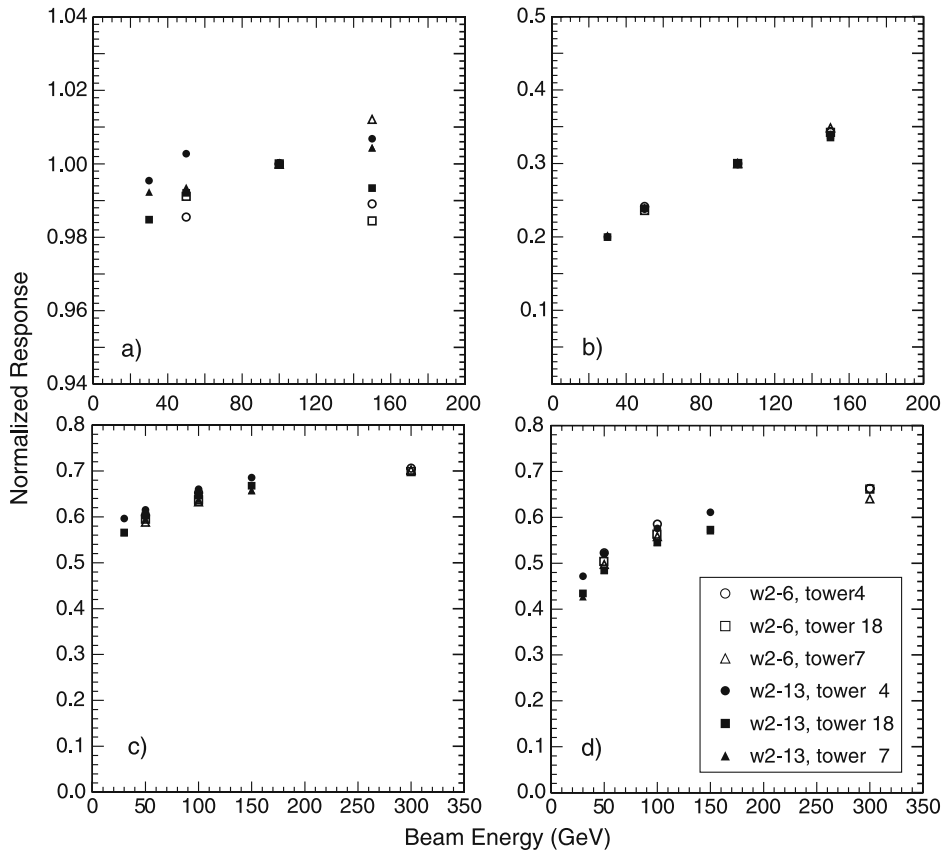 Normalized Response
1.04
1.02
1.00
0.98
0.96
0.94
a)
0 40 80 120 160 200
0.5
0.4
0.3
0.2
0.1
b)
0 40 80 120 160 200
0.8
0.7
0.6
0.5
0.4
0.3
0.2
0.1
0.0
c)
0 50 100 150 200 250 300 350
0.8
0.7
0.6
0.5
0.4
0.3
0.2
0.1
0.0
d)
w2-6, tower4
w2-6, tower 18
w2-6, tower7
w2-13, tower 4
w2-13, tower 18
w2-13, tower 7
0 50 100 150 200 250 300 350
Beam Energy (GeV)